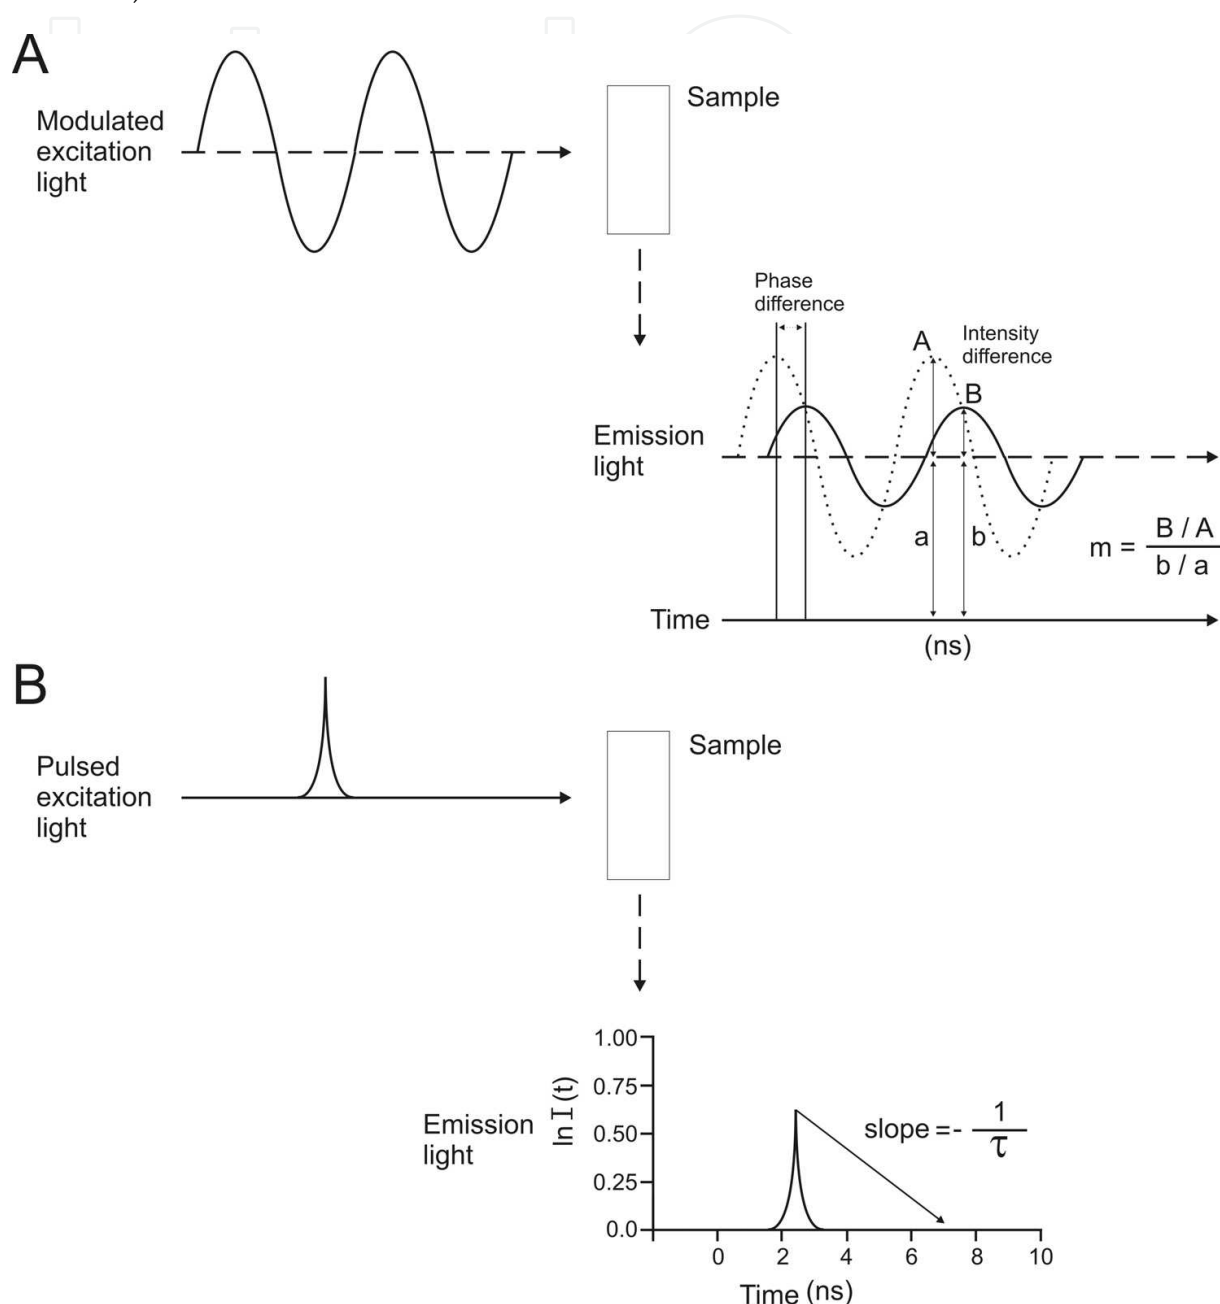 A
Modulated
excitation
light
Sample
Phase
difference
A
Intensity
difference
B
Emission
light
a
b
m = B / A
b / a
Time
(ns)
B
Pulsed
excitation
light
Sample
1.00
0.75
0.50
0.25
0.0
ln I (t)
Emission
light
slope = - 1
τ
0 2 4 6 8 10
Time (ns)